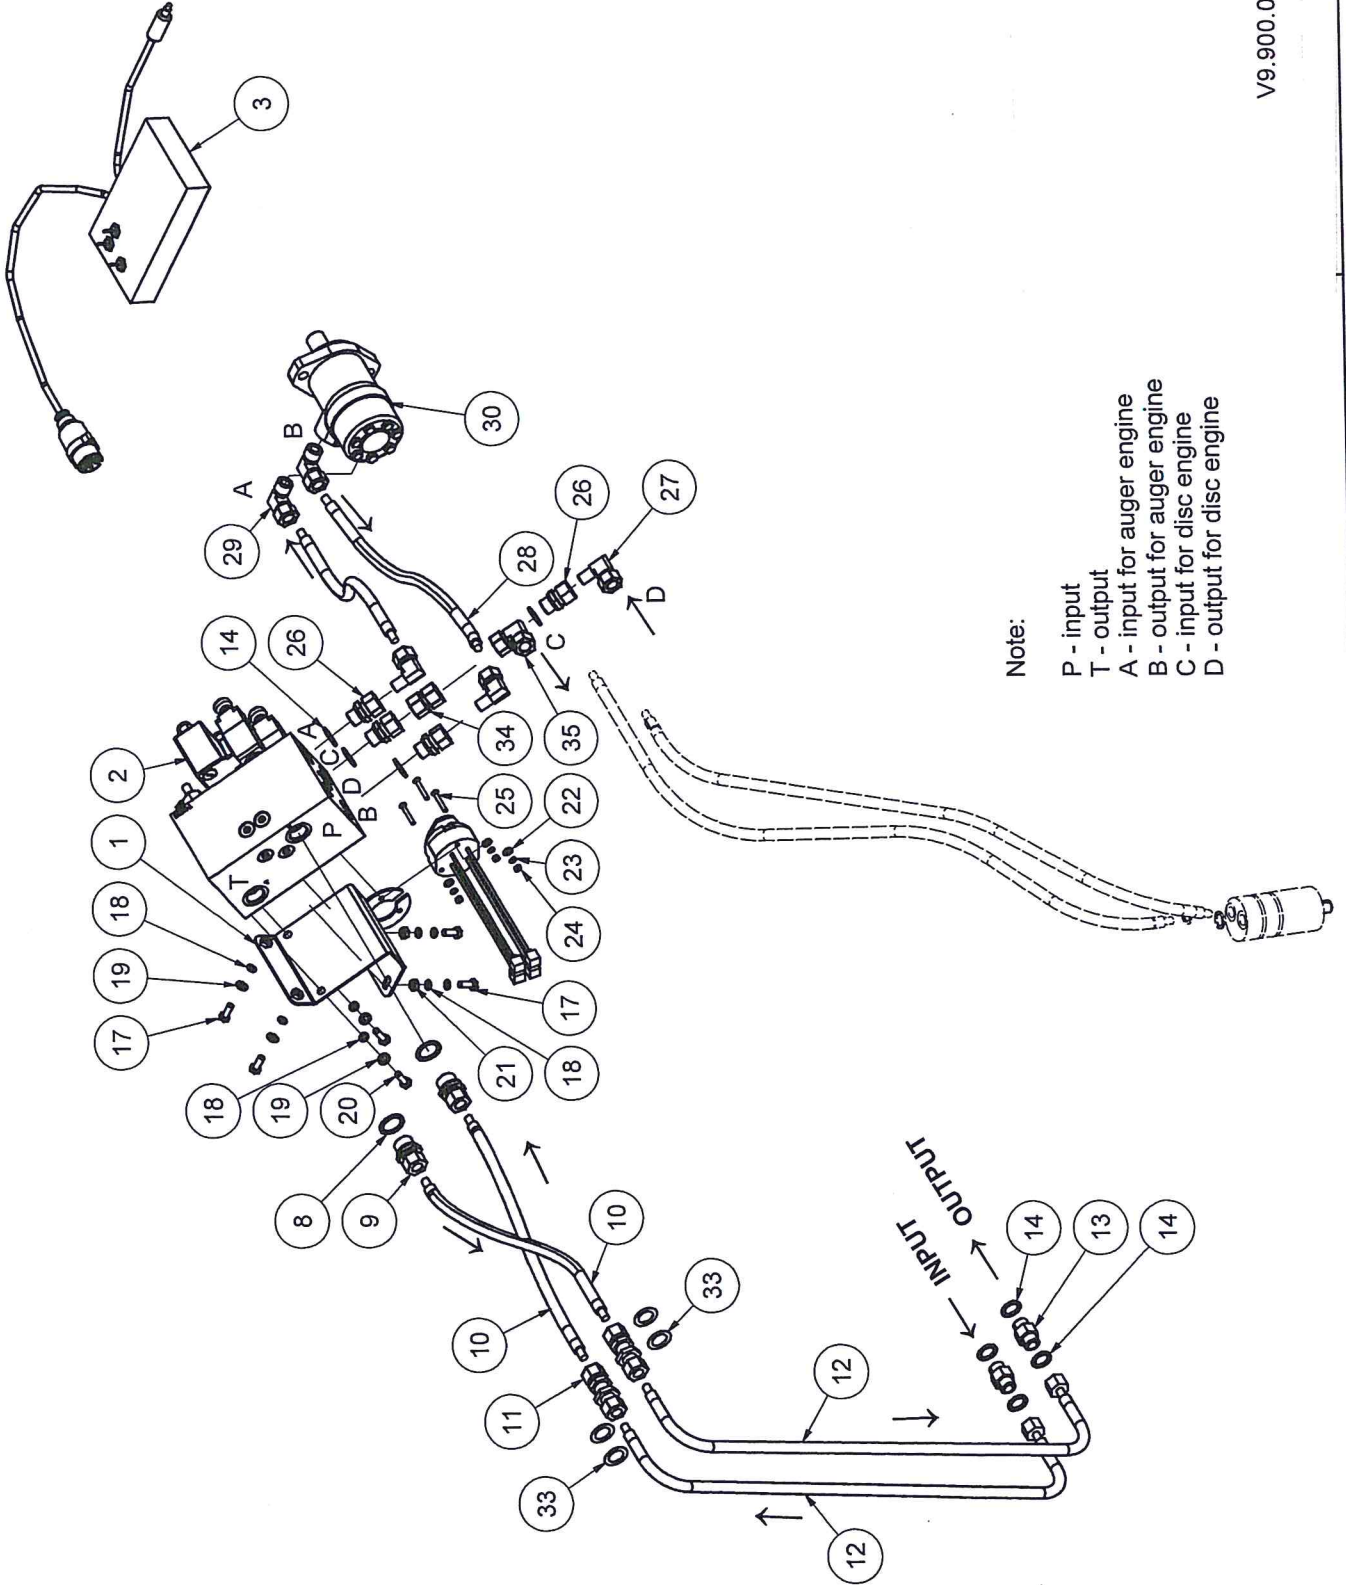 17
19
18
1
2
18
14
29
T
A
3
19
B
26
8
A
P
C
20
D
B
9
10
30
21
25
34
11
28
33
C
22
18
23
24
35
17
26
10
D
27
33
12
12
INPUT
OUTPUT
14
13
14
Note:
P - input
T - output
A - input for auger engine
B - output for auger engine
C - input for disc engine
D - output for disc engine
V9.900.0